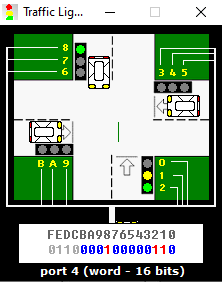 Traffic Lig...
8
7
6
3 4 5
B A 9
0
1
2
FEDCBA9876543210
0110000100000110
port 4 (word - 16 bits)